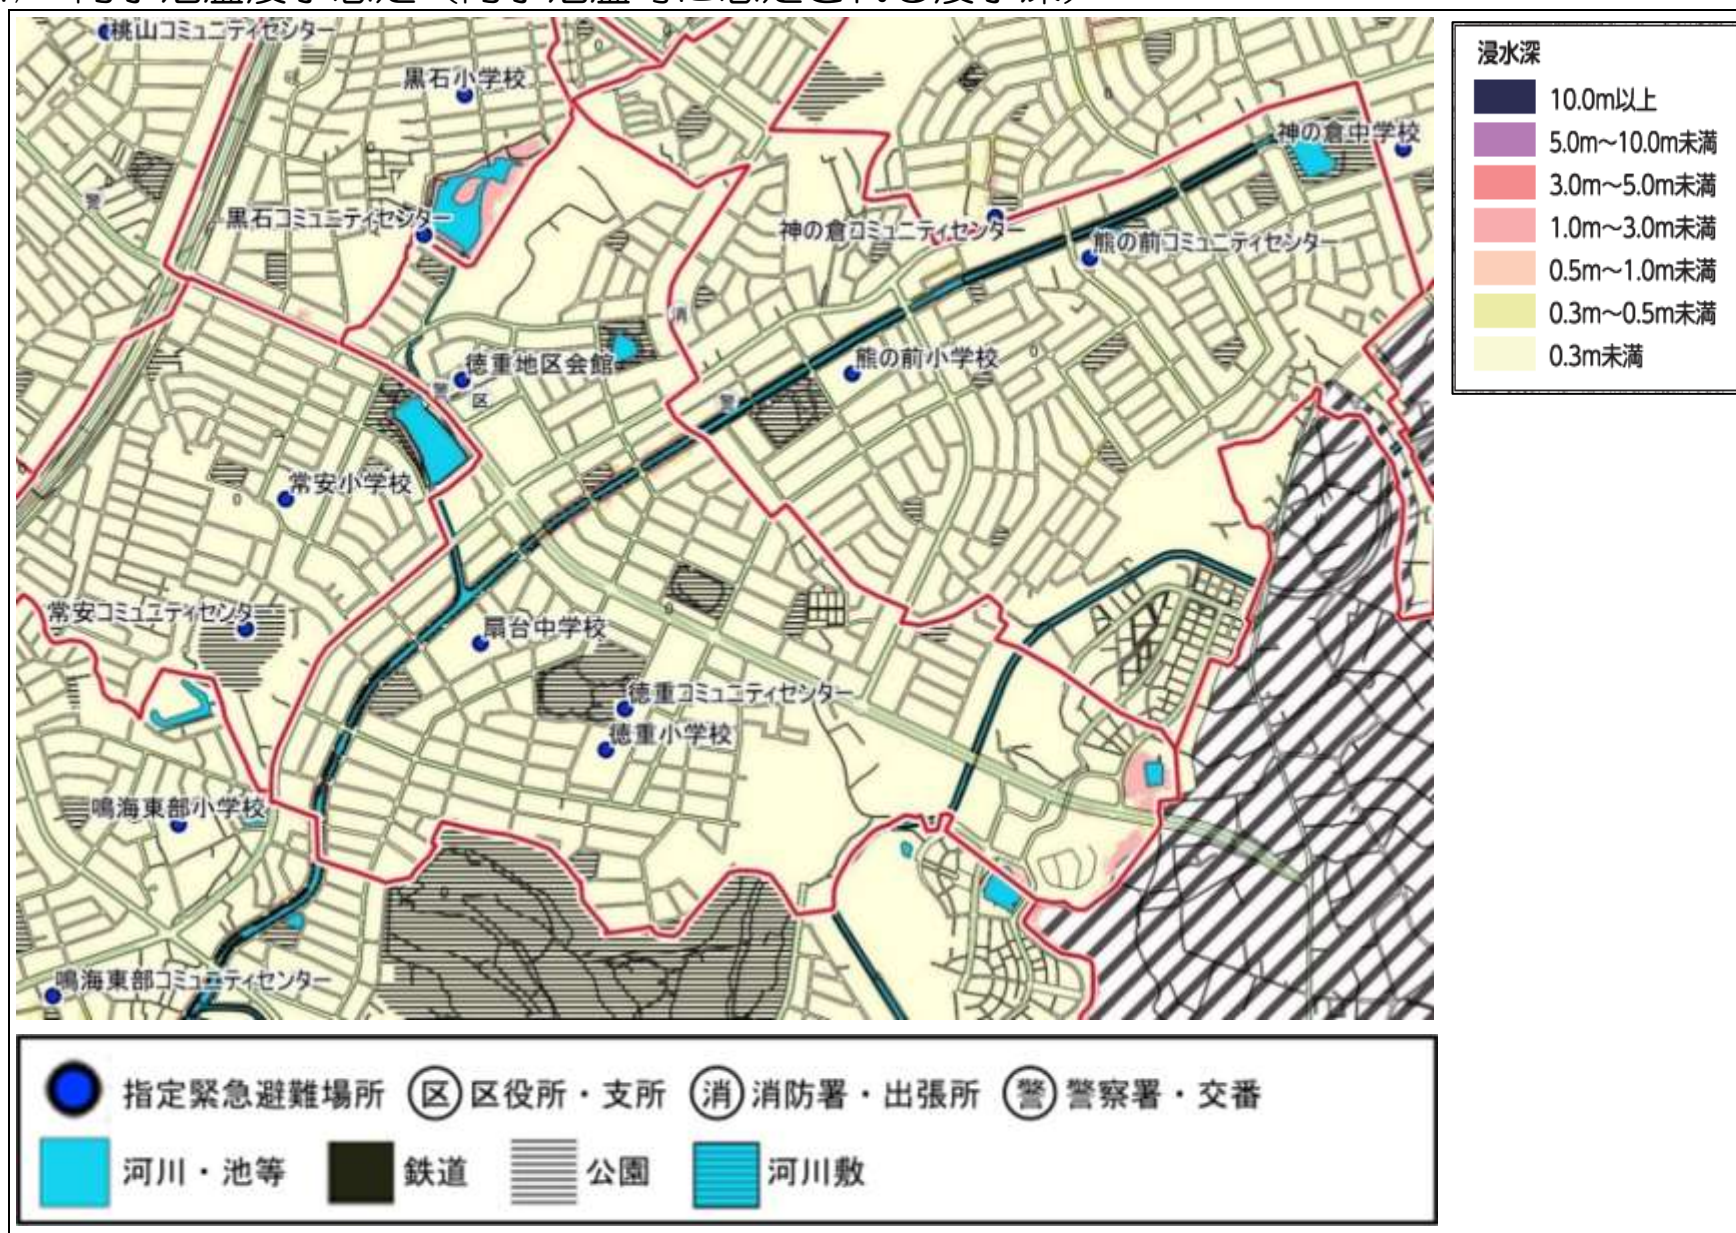 桃山コミュニティセンター
黒石小学校
神の倉中学校
警
黒石コミュニティセンター
神の倉コミュニティセンター
熊の前コミュニティセンター
消
徳重地区会館
熊の前小学校
警
区
警
常安小学校
常安コミュニティセンタ
扇台中学校
徳重コミュニティセンター
徳重小学校
鳴海東部小学校
鳴海東部コミュニティセンター
浸水深
10.0m以上
5.0m～10.0m未満
3.0m～5.0m未満
1.0m～3.0m未満
0.5m～1.0m未満
0.3m～0.5m未満
0.3m未満
指定緊急避難場所 区 区役所・支所 消 消防署・出張所 警 警察署・交番
河川・池等 鉄道 公園 河川敷